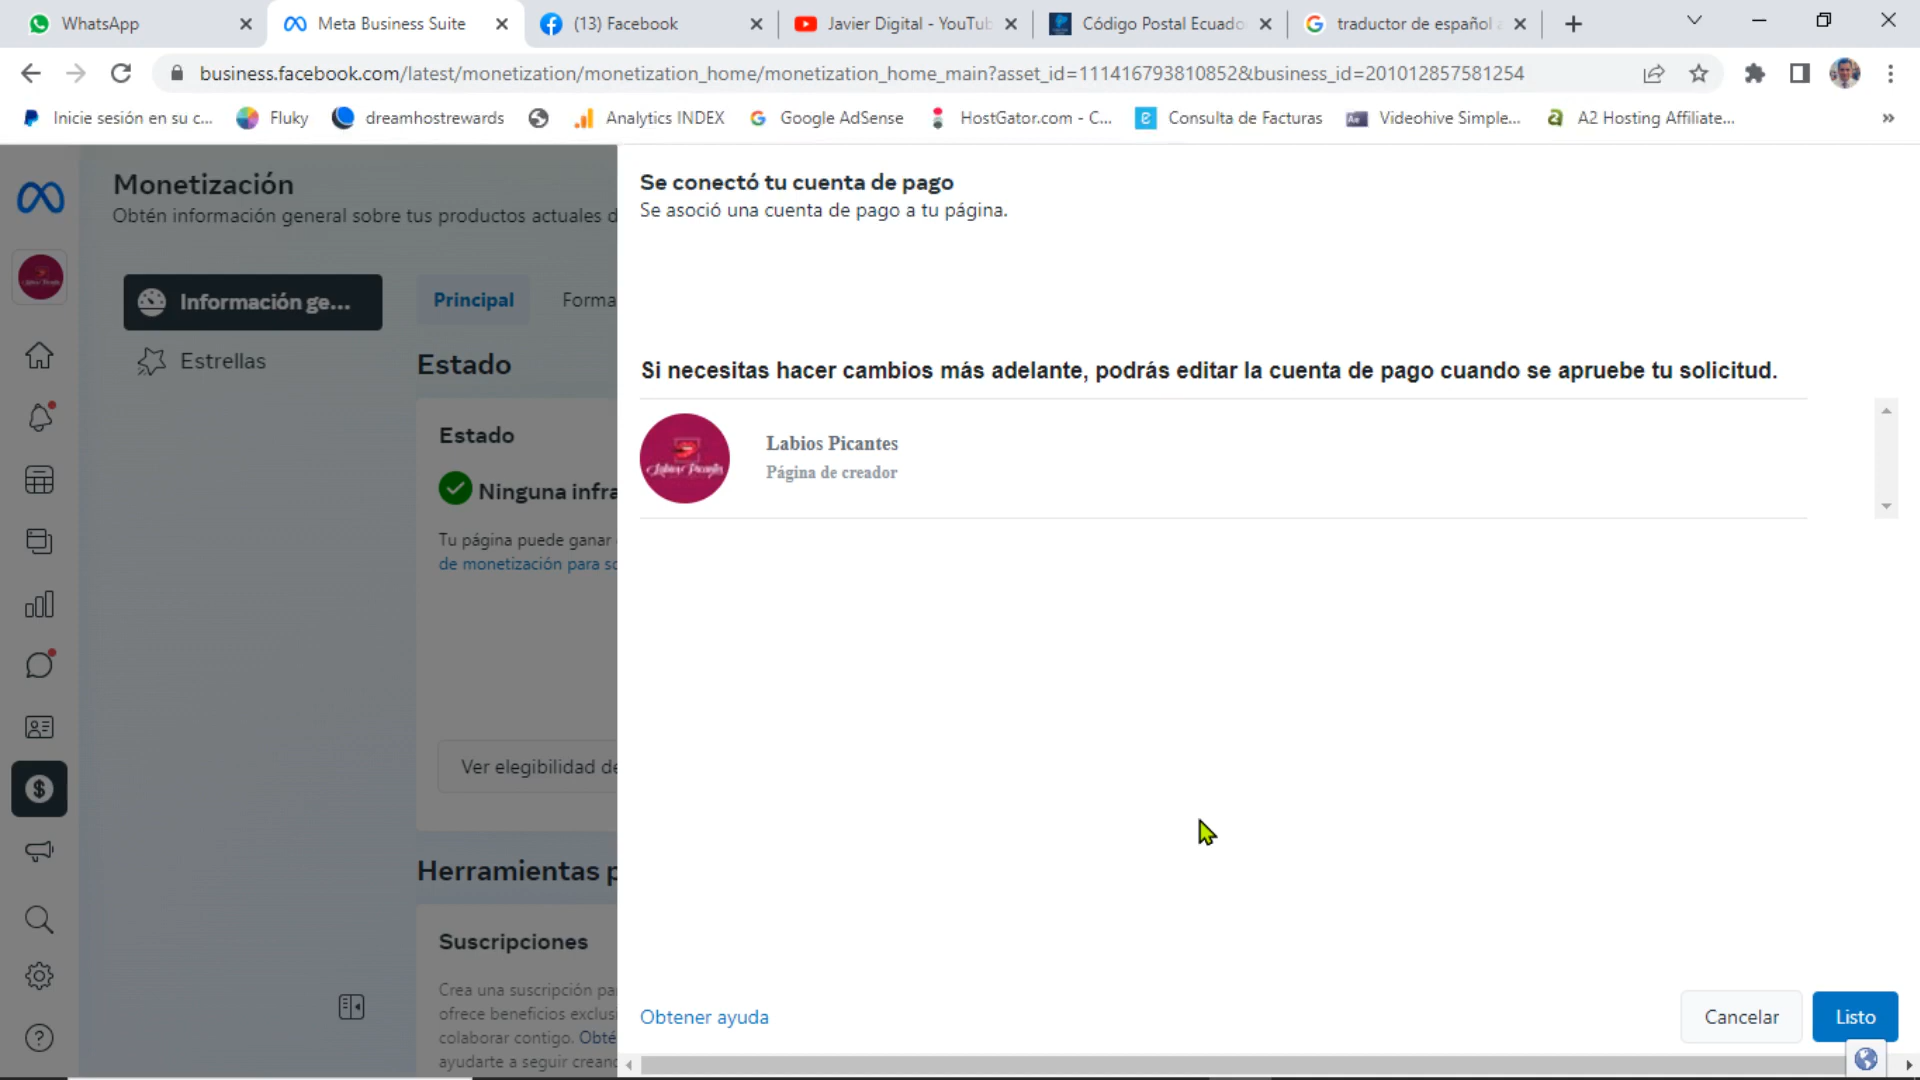 WhatsApp
Meta Business Suite
(13) Facebook
Javier Digital - YouTub
Código Postal Ecuado
traductor de español a
business.facebook.com/latest/monetization/monetization_home/monetization_home_main?asset_id=111416793810852&business_id=201012857581254
Inicie sesión en su c...
Fluky
dreamhostrewards
Analytics INDEX
Google AdSense
HostGator.com - C...
Consulta de Facturas
Videohive Simple...
A2 Hosting Affiliate...
»
Monetización
Obtén información general sobre tus productos actuales d
Información ge...
Estrellas
Principal
Forma
Estado
Estado
Ninguna infra
Tu página puede ganar
de monetización para so
Ver elegibilidad de
Herramientas p
Suscripciones
Crea una suscripción pa
ofrece beneficios exclusi
colaborar contigo. Obté
ayudarte a seguir creand
Se conectó tu cuenta de pago
Se asoció una cuenta de pago a tu página.
Si necesitas hacer cambios más adelante, podrás editar la cuenta de pago cuando se apruebe tu solicitud.
Labios Picantes
Labios Picantes
Página de creador
Obtener ayuda
Cancelar
Listo